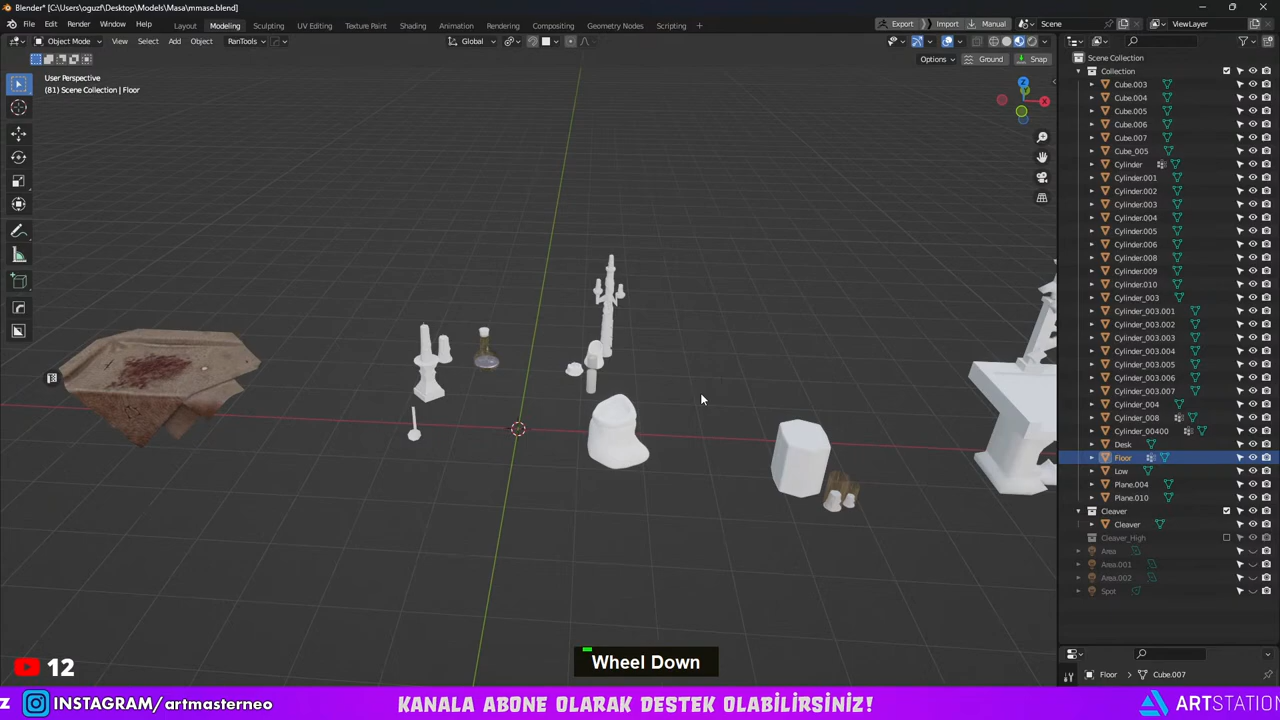 Blender* [C:\Users\oguzf\Desktop\Models\Masa\mmase.blend]
File Edit Render Window Help Layout Modeling Sculpting UV Editing Texture Paint Shading Animation Rendering Compositing Geometry Nodes Scripting + Export Import Manual Scene ViewLayer
Object Mode View Select Add Object RanTools Global
Options Ground Snap
User Perspective
(81) Scene Collection | Floor
X
Scene Collection
Collection
Cube.003
Cube.004
Cube.005
Cube.006
Cube.007
Cube_005
Cylinder
Cylinder.001
Cylinder.002
Cylinder.003
Cylinder.004
Cylinder.005
Cylinder.006
Cylinder.008
Cylinder.009
Cylinder.010
Cylinder_003
Cylinder_003.001
Cylinder_003.002
Cylinder_003.003
Cylinder_003.004
Cylinder_003.005
Cylinder_003.006
Cylinder_003.007
Cylinder_004
Cylinder_008
Cylinder_00400
Desk
Floor
Low
Plane.004
Plane.010
Cleaver
Cleaver
Cleaver_High
Area
Area.001
Area.002
Spot
Floor > Cube.007
Wheel Down
12
Z INSTAGRAM/artmasterneo KANALA ABONE OLARAK DESTEK OLABİLİRSİNİZ! ARTSTATION